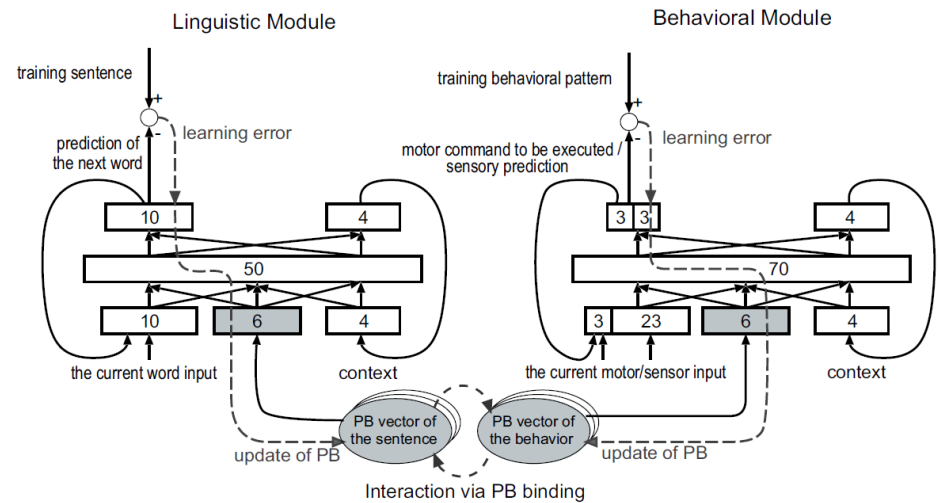 Linguistic Module
training sentence
+
-
learning error
prediction of
the next word
10
4
50
10
6
4
the current word input
context
PB vector of
the sentence
update of PB
Behavioral Module
training behavioral pattern
+
-
learning error
motor command to be executed /
sensory prediction
3 3
4
70
3 23
6
4
the current motor/sensor input
context
PB vector of
the behavior
update of PB
Interaction via PB binding